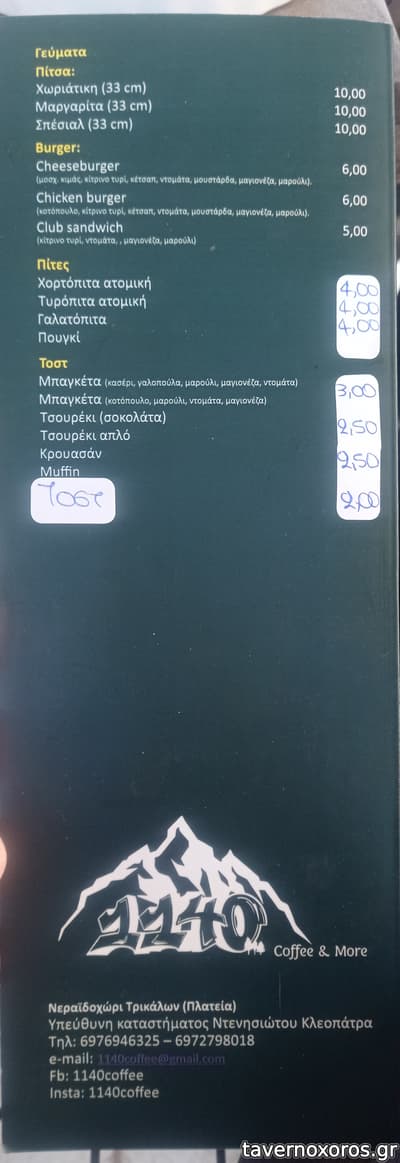 Γεύματα
Πίτσα:
Χωριάτικη (33 cm) 10,00
Μαργαρίτα (33 cm) 10,00
Σπέσιαλ (33 cm) 10,00
Burger:
Cheeseburger 6,00
(μοσχ. κιμάς, κίτρινο τυρί, κέτσαπ, ντομάτα, μουστάρδα, μαγιονέζα, μαρούλι).
Chicken burger 6,00
(κοτόπουλο, κίτρινο τυρί, κέτσαπ, ντομάτα, μουστάρδα, μαγιονέζα, μαρούλι).
Club sandwich 5,00
(κίτρινο τυρί, ντομάτα, , μαγιονέζα, μαρούλι)
Πίτες
Χορτόπιτα ατομική 4,00
Τυρόπιτα ατομική 4,00
Γαλατόπιτα 4,00
Πουγκί
Τοστ
Μπαγκέτα (κασέρι, γαλοπούλα, μαρούλι, μαγιονέζα, ντομάτα) 3,00
Μπαγκέτα (κοτόπουλο, μαρούλι, ντομάτα, μαγιονέζα)
Τσουρέκι (σοκολάτα) 2,50
Τσουρέκι απλό
Κρουασάν 2,50
Muffin
Τοστ 2,00
1140
Coffee & More
Νεραϊδοχώρι Τρικάλων (Πλατεία)
Υπεύθυνη καταστήματος Ντενησιώτου Κλεοπάτρα
Τηλ: 6976946325 – 6972798018
e-mail: 1140coffee@gmail.com
Fb: 1140coffee
Insta: 1140coffee
tavernoxoros.gr